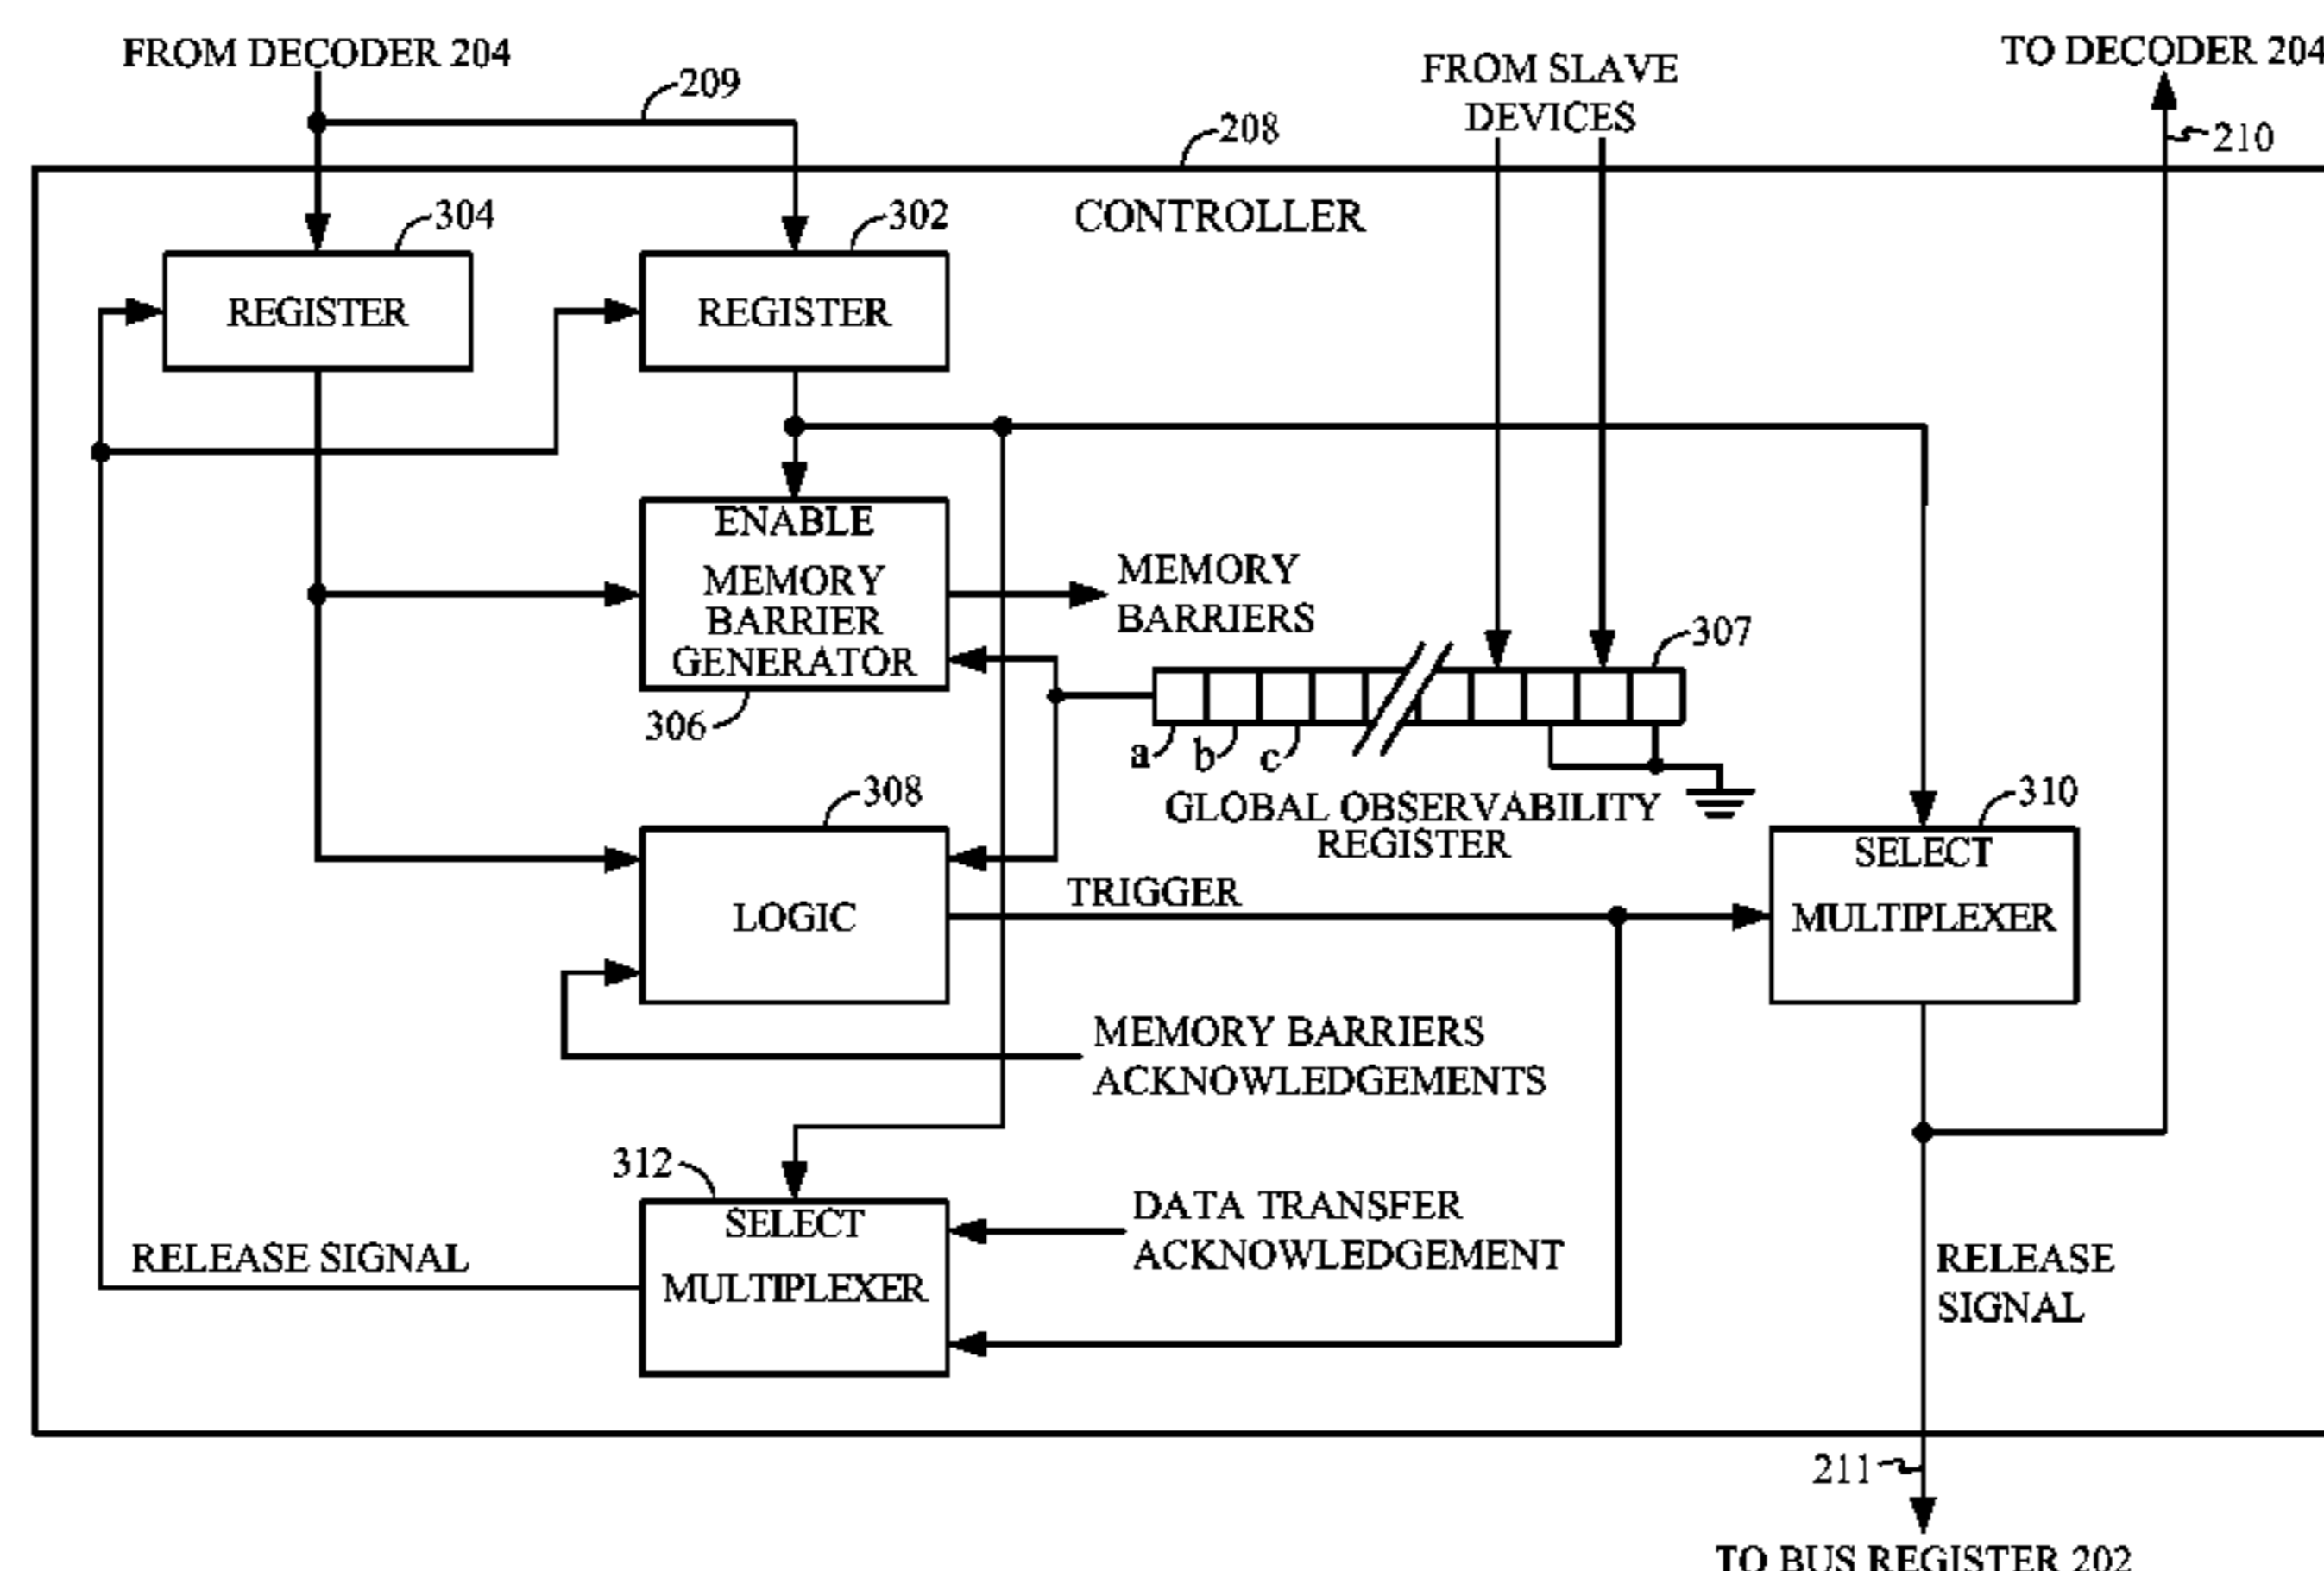 FROM DECODER 204
209
FROM SLAVE
DEVICES
TO DECODER 204
210
208
CONTROLLER
304
302
REGISTER
REGISTER
ENABLE
MEMORY
BARRIER
GENERATOR
306
MEMORY
BARRIERS
307
a
b
c
GLOBAL OBSERVABILITY
REGISTER
308
LOGIC
TRIGGER
310
SELECT
MULTIPLEXER
MEMORY BARRIERS
ACKNOWLEDGEMENTS
312
SELECT
MULTIPLEXER
DATA TRANSFER
ACKNOWLEDGEMENT
RELEASE SIGNAL
RELEASE
SIGNAL
211
TO BUS REGISTER 202